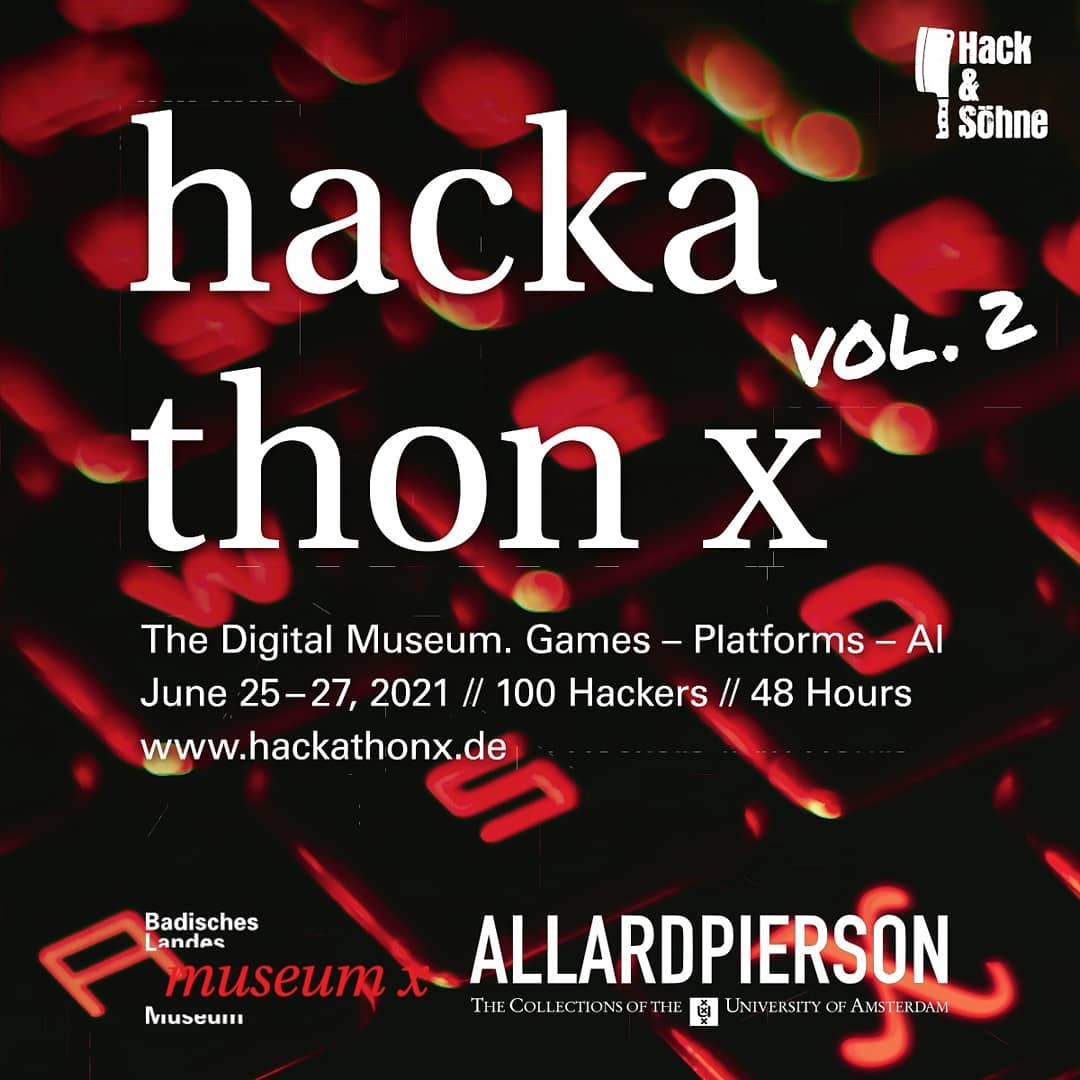 Hack
&
Söhne
hacka
vol. 2
thon x
The Digital Museum. Games – Platforms – AI
June 25 – 27, 2021 // 100 Hackers // 48 Hours
www.hackathonx.de
W
D
S
A
X
Badisches
Landes
museum x
Museum
ALLARDPIERSON
THE COLLECTIONS OF THE UNIVERSITY OF AMSTERDAM